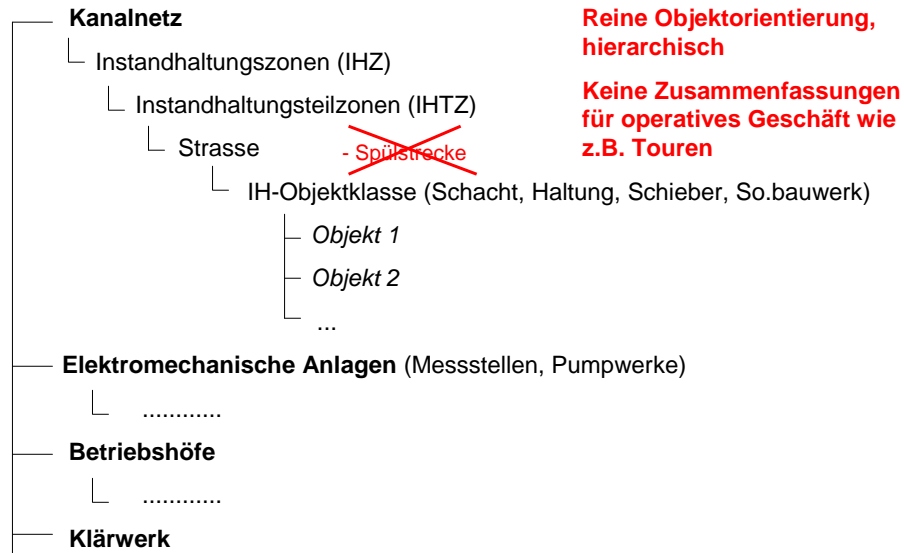 Kanalnetz
Reine Objektorientierung,
hierarchisch
Instandhaltungszonen (IHZ)
Keine Zusammenfassungen
für operatives Geschäft wie
z.B. Touren
Instandhaltungsteilzonen (IHTZ)
Strasse
- Spülstrecke
IH-Objektklasse (Schacht, Haltung, Schieber, So.bauwerk)
Objekt 1
Objekt 2
...
Elektromechanische Anlagen (Messstellen, Pumpwerke)
............
Betriebshöfe
............
Klärwerk